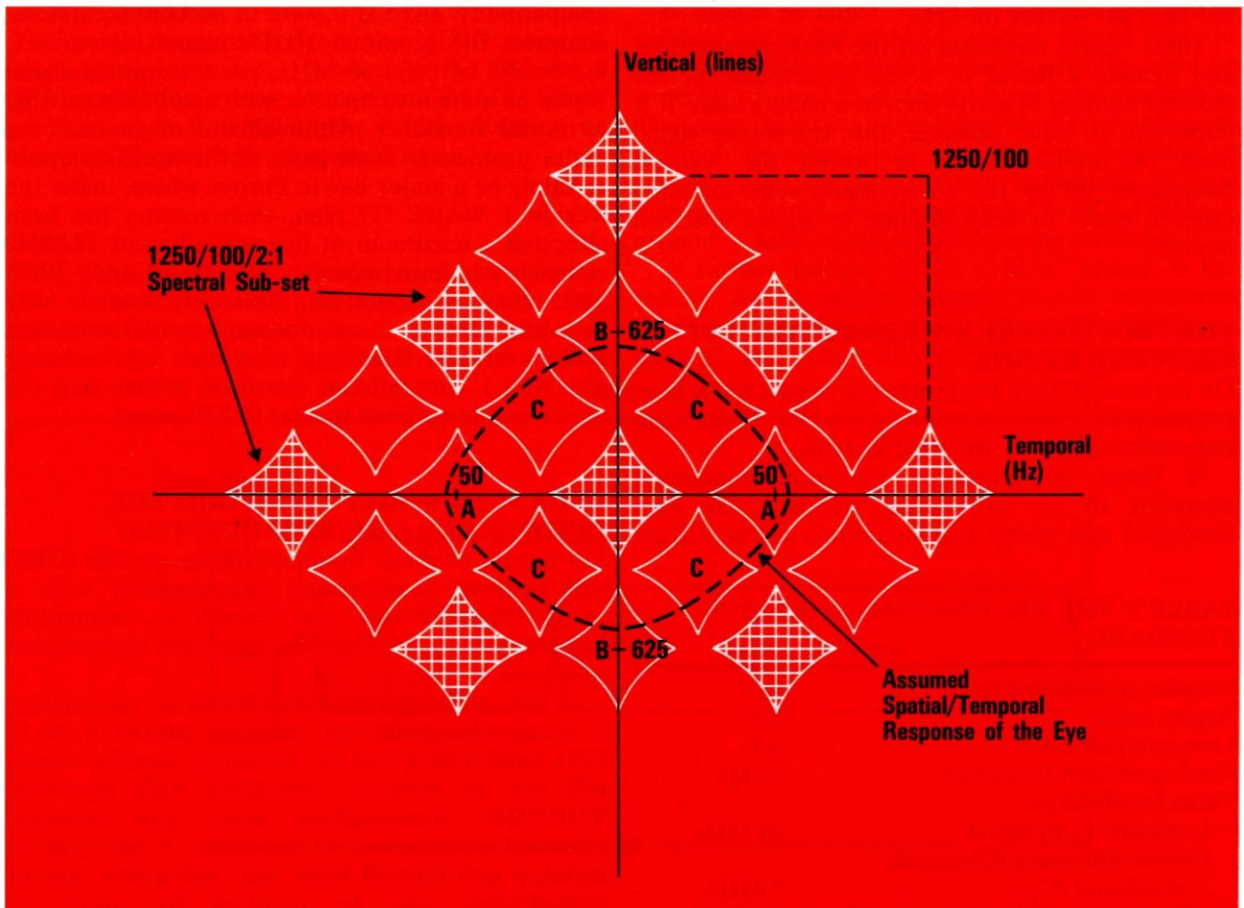 Vertical (lines)
1250/100
1250/100/2:1
Spectral Sub-set
B 625
C C
Temporal
(Hz)
50 50
A A
C C
B 625
Assumed
Spatial/Temporal
Response of the Eye